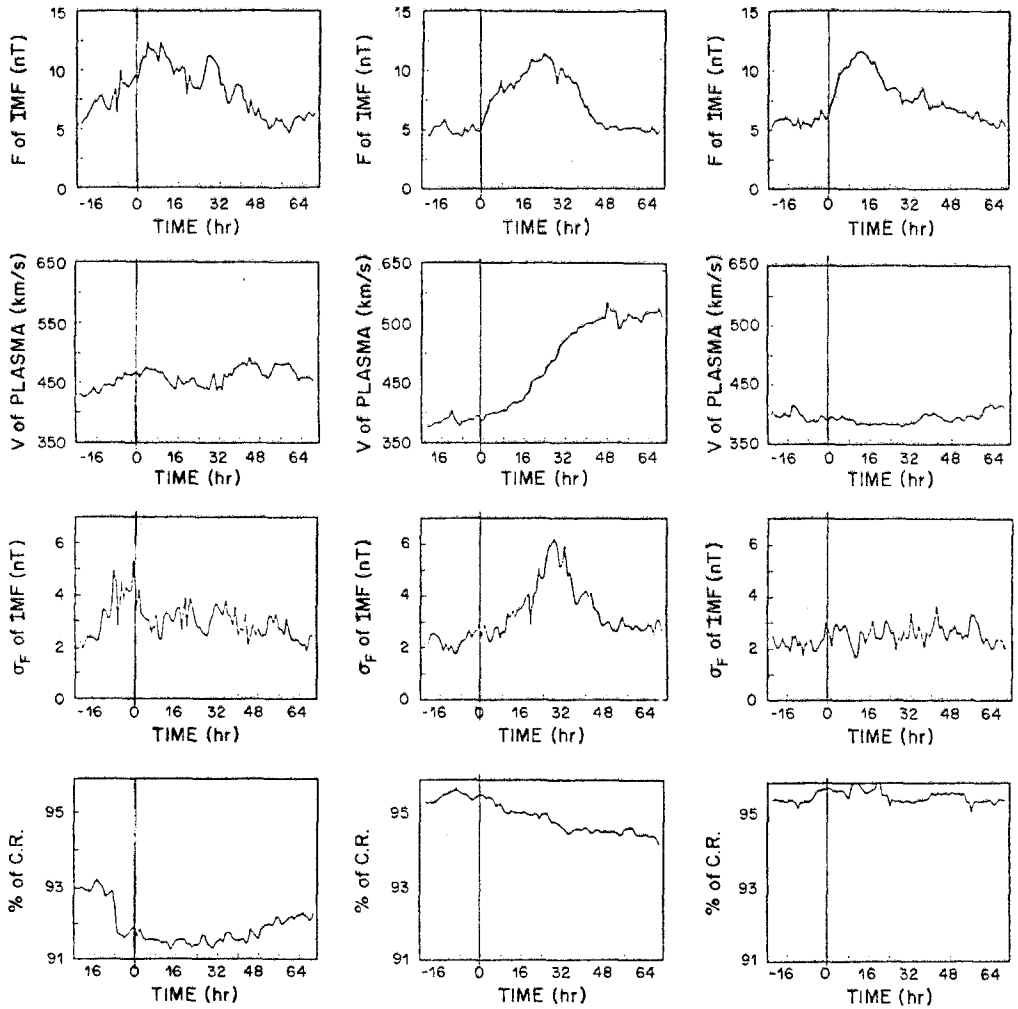 F of IMF (nT)
15
10
5
0
-16 0 16 32 48 64
TIME (hr)
F of IMF (nT)
15
10
5
0
-16 0 16 32 48 64
TIME (hr)
F of IMF (nT)
15
10
5
0
-16 0 16 32 48 64
TIME (hr)
V of PLASMA (km/s)
650
550
450
350
-16 0 16 32 48 64
TIME (hr)
V of PLASMA (km/s)
650
500
450
350
-16 0 16 32 48 64
TIME (hr)
V of PLASMA (km/s)
650
500
450
350
-16 0 16 32 48 64
TIME (hr)
σF of IMF (nT)
6
4
2
0
-16 0 16 32 48 64
TIME (hr)
σF of IMF (nT)
6
4
2
0
-16 0 16 32 48 64
TIME (hr)
σF of IMF (nT)
6
4
2
0
-16 0 16 32 48 64
TIME (hr)
% of C.R.
95
93
91
16 0 16 32 48 64
TIME (hr)
% of C.R.
95
93
91
-16 0 16 32 48 64
TIME (hr)
% of C.R.
95
93
91
-16 0 16 32 48 64
TIME (hr)